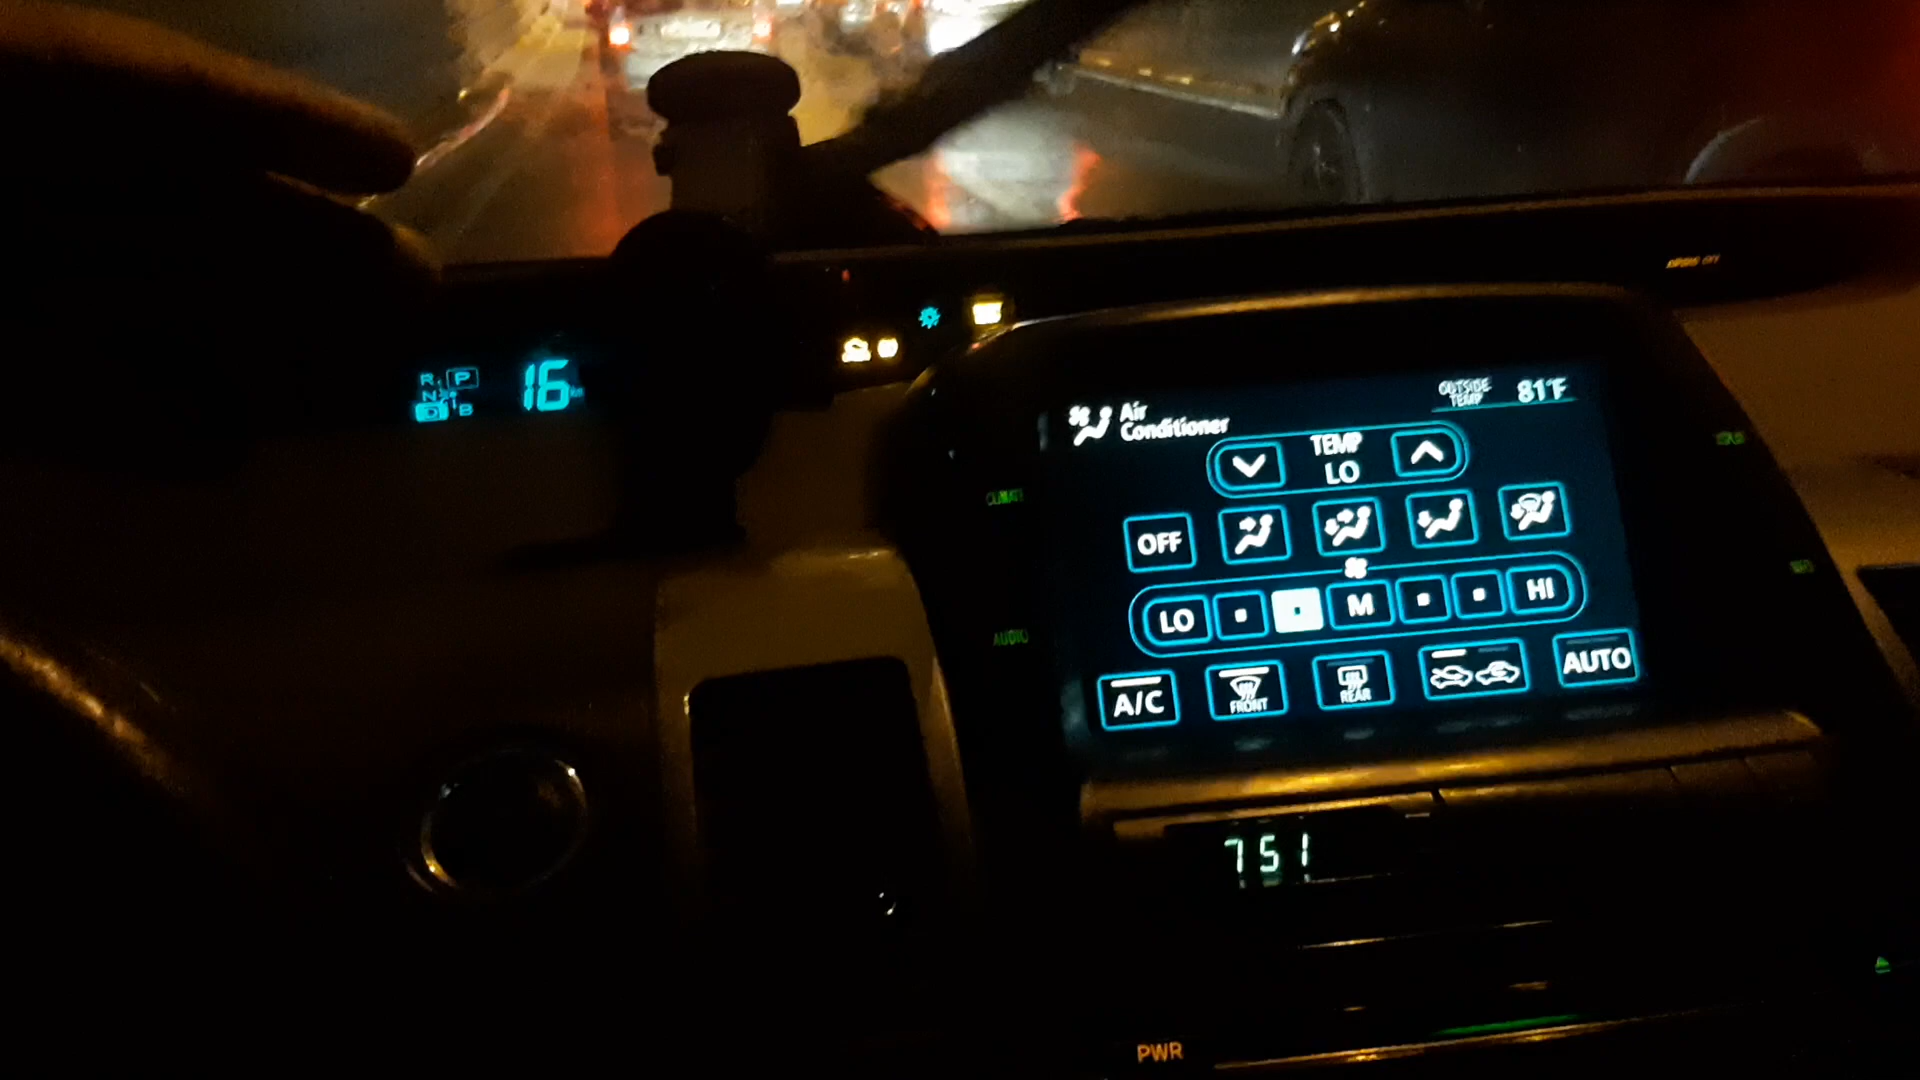 OUTSIDE
TEMP
81°F
Air
Conditioner
TEMP
LO
R P
N
D B
16
CLIMATE
OFF
LO M HI
AUDIO
A/C FRONT REAR AUTO
751
PWR